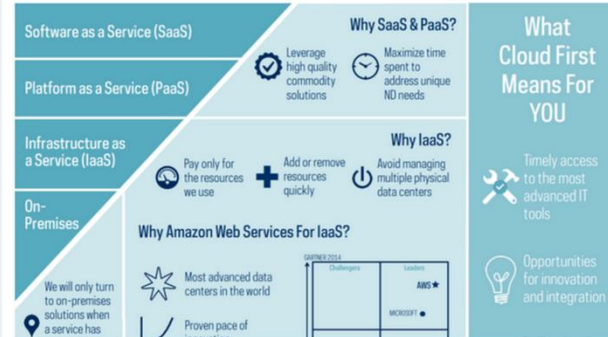 Software as a Service (SaaS)
Platform as a Service (PaaS)
Infrastructure as
a Service (IaaS)
On-
Premises
We will only turn
to on-premises
solutions when
a service has
Why SaaS & PaaS?
Leverage
high quality
commodity
solutions
Maximize time
spent to
address unique
ND needs
Why IaaS?
Pay only for
the resources
we use
Add or remove
resources
quickly
Avoid managing
multiple physical
data centers
Why Amazon Web Services For IaaS?
Most advanced data
centers in the world
Proven pace of
GARTNER 2014
Challengers
Leaders
AWS
MICROSOFT
What
Cloud First
Means For
YOU
Timely access
to the most
advanced IT
tools
Opportunities
for innovation
and integration